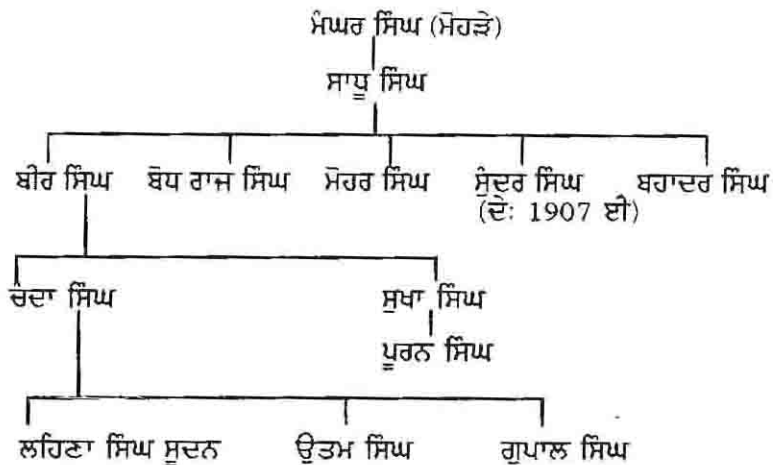 ਮੰਘਰ ਸਿੰਘ (ਮੋਹੜੇ)
ਸਾਧੂ ਸਿੰਘ
ਬੀਰ ਸਿੰਘ ਬੋਧ ਰਾਜ ਸਿੰਘ ਮੋਹਰ ਸਿੰਘ ਸੁੰਦਰ ਸਿੰਘ ਬਹਾਦਰ ਸਿੰਘ
(ਦੇਃ 1907 ਈ)
ਚੰਦਾ ਸਿੰਘ ਸੁਖਾ ਸਿੰਘ
ਪੂਰਨ ਸਿੰਘ
ਲਹਿਣਾ ਸਿੰਘ ਸੂਦਨ ਉਤਮ ਸਿੰਘ ਗੁਪਾਲ ਸਿੰਘ